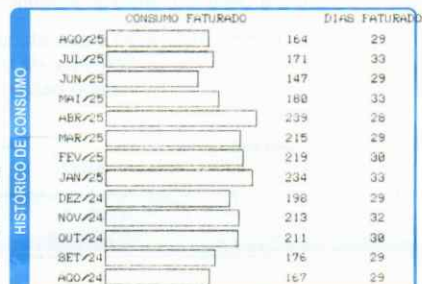 CONSUMO FATURADO DIAS FATURADO
HISTÓRICO DE CONSUMO
AGO/25 164 29
JUL/25 171 33
JUN/25 147 29
MAI/25 180 33
ABR/25 239 28
MAR/25 215 29
FEV/25 219 30
JAN/25 234 33
DEZ/24 198 29
NOV/24 213 32
OUT/24 211 30
SET/24 176 29
AGO/24 167 29